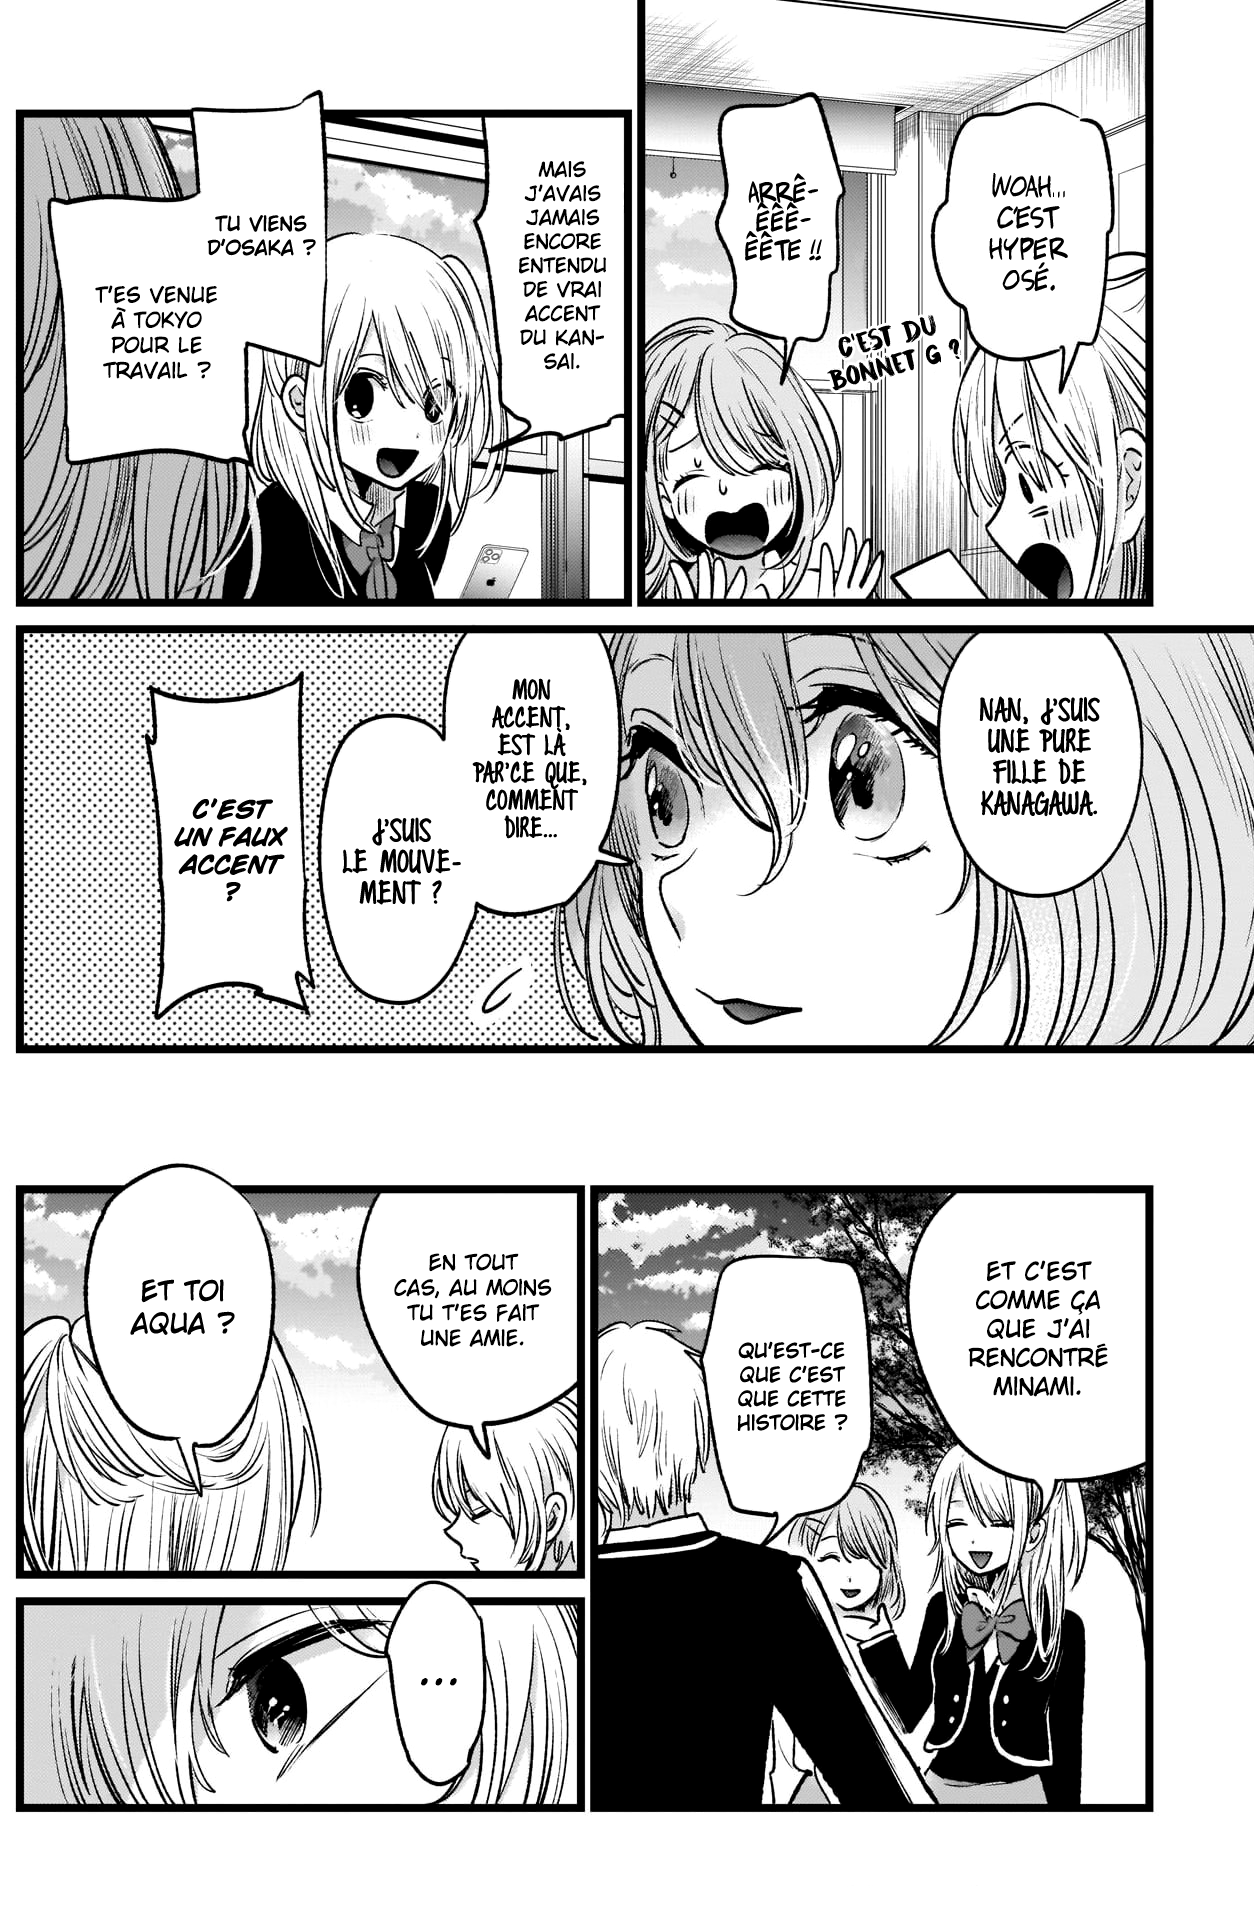 WOAH...
C'EST
HYPER
OSÉ.
C'EST DU
BONNET G ?
ARRÊ-
ÊÊÊ-
ÊÊTE !!
MAIS
J'AVAIS
JAMAIS
ENCORE
ENTENDU
DE VRAI
ACCENT
DU KAN-
SAI.
TU VIENS
D'OSAKA ?
T'ES VENUE
À TOKYO
POUR LE
TRAVAIL ?
NAN, J'SUIS
UNE PURE
FILLE DE
KANAGAWA.
MON
ACCENT,
EST LÀ
PAR'CE QUE,
COMMENT
DIRE...
J'SUIS
LE MOUVE-
MENT ?
C'EST
UN FAUX
ACCENT
?
ET C'EST
COMME ÇA
QUE J'AI
RENCONTRÉ
MINAMI.
QU'EST-CE
QUE C'EST
QUE CETTE
HISTOIRE ?
EN TOUT
CAS, AU MOINS
TU T'ES FAIT
UNE AMIE.
ET TOI
AQUA ?
...